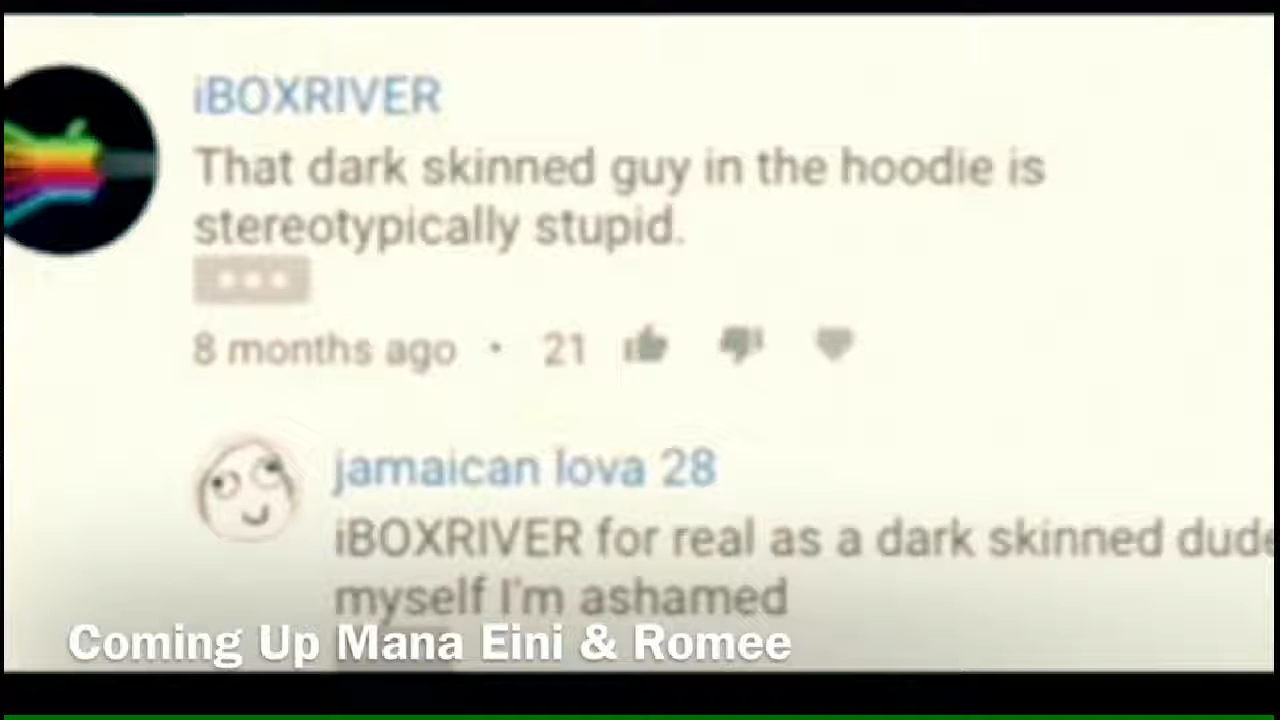 iBOXRIVER
That dark skinned guy in the hoodie is
stereotypically stupid.
8 months ago • 21
jamaican lova 28
iBOXRIVER for real as a dark skinned dude
myself I'm ashamed
Coming Up Mana Eini & Romee